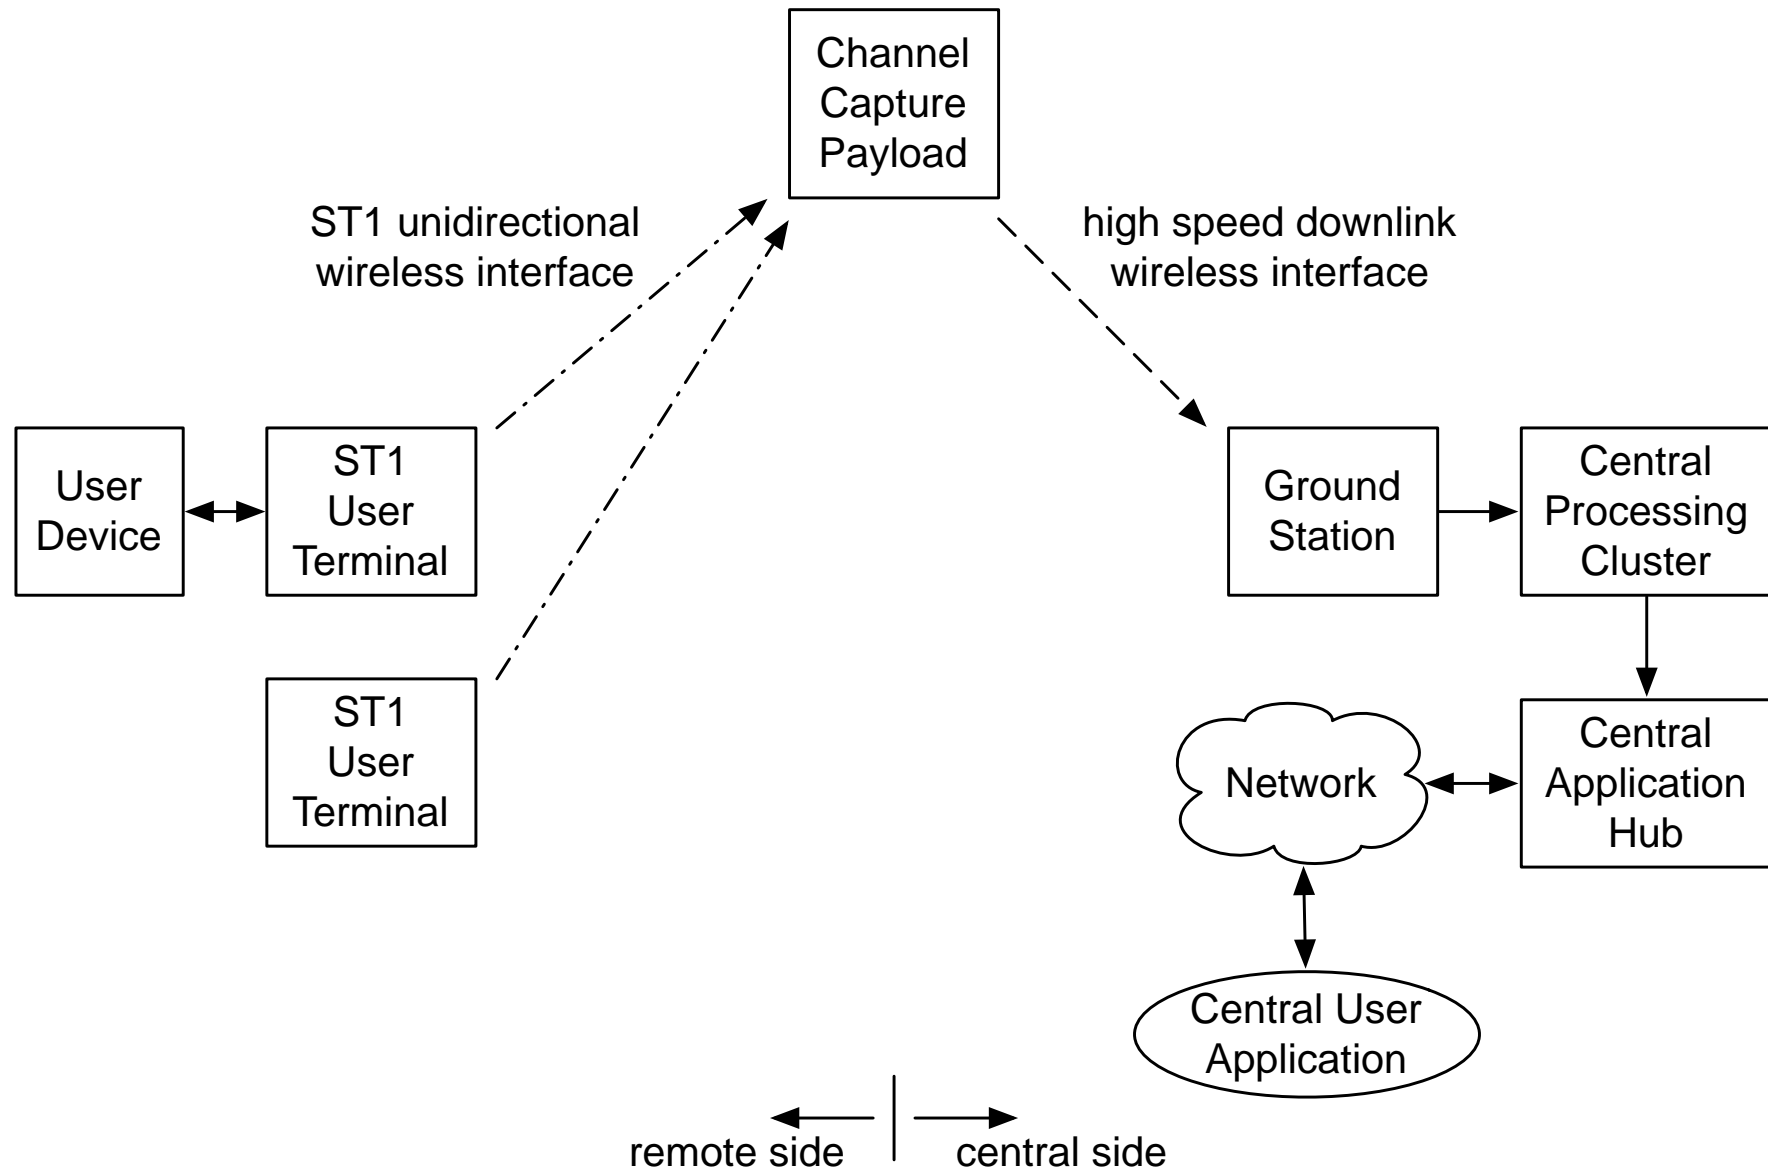 Channel
Capture
Payload
ST1 unidirectional
wireless interface
high speed downlink
wireless interface
User
Device
ST1
User
Terminal
Ground
Station
Central
Processing
Cluster
ST1
User
Terminal
Network
Central
Application
Hub
Central User
Application
remote side
central side